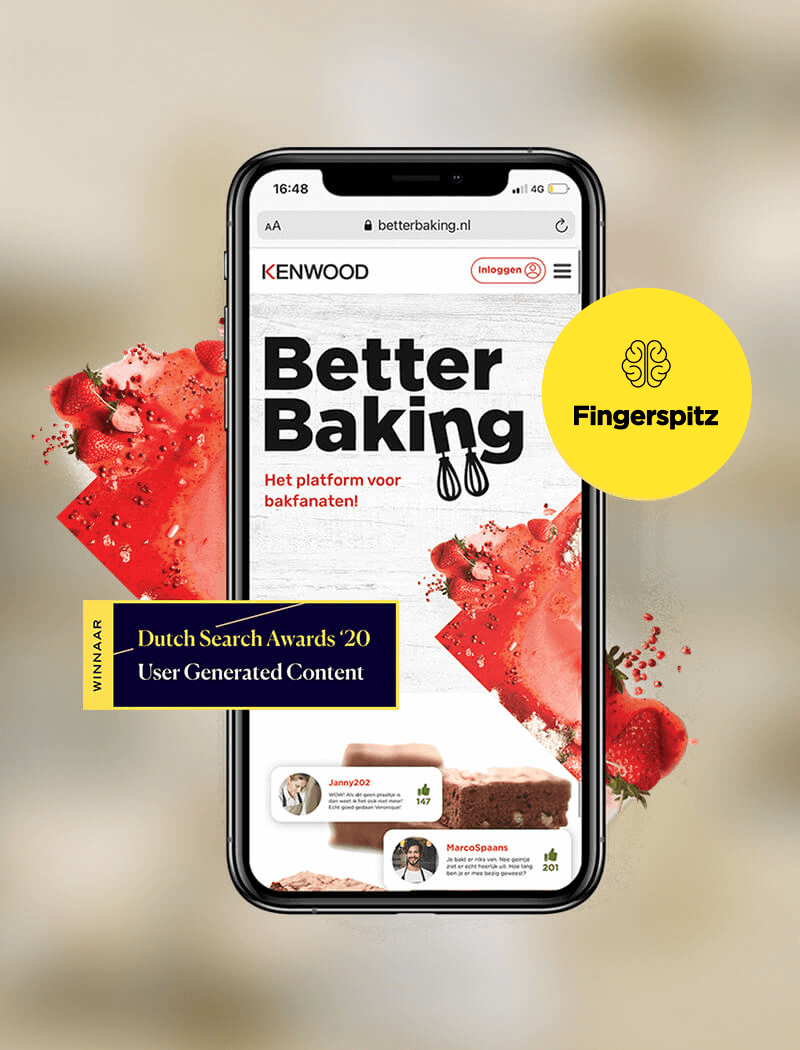 16:48
4G
AA
betterbaking.nl
KENWOOD
Inloggen
Better
Baking
Fingerspitz
Het platform voor
bakfanaten!
WINNAAR
Dutch Search Awards ‘20
User Generated Content
Janny202
WOW! Als dit geen praatje is
dan weet ik het ook niet meer!
Echt goed gedaan Veronique!
147
MarcoSpaans
Je bakt er niks van. Nee geintje
ziet er echt heerlijk uit. Hoe lang
ben je er mee bezig geweest?
201